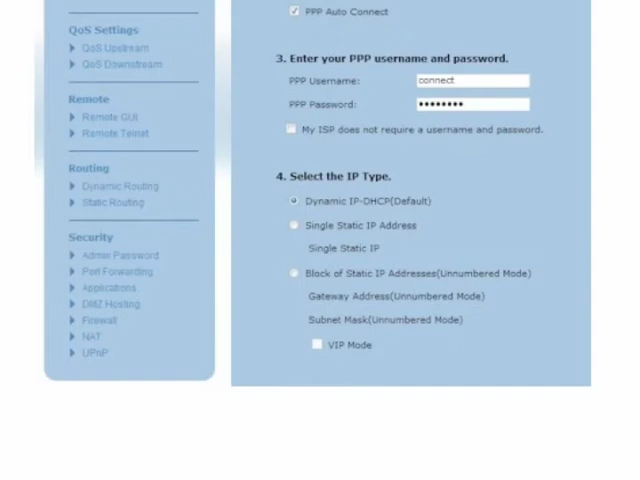 QoS Settings
QoS Upstream
QoS Downstream
Remote
Remote GUI
Remote Telnet
Routing
Dynamic Routing
Static Routing
Security
Admin Password
Port Forwarding
Applications
DMZ Hosting
Firewall
NAT
UPnP
PPP Auto Connect
3. Enter your PPP username and password.
PPP Username: connect
PPP Password: ••••••••
My ISP does not require a username and password.
4. Select the IP Type.
Dynamic IP-DHCP(Default)
Single Static IP Address
Single Static IP
Block of Static IP Addresses(Unnumbered Mode)
Gateway Address(Unnumbered Mode)
Subnet Mask(Unnumbered Mode)
VIP Mode